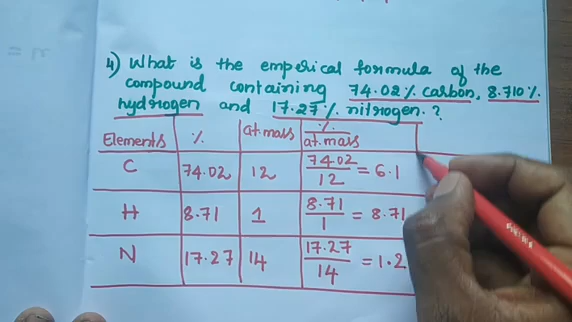 4) What is the emperical formula of the
compound containing 74.02% carbon, 8.710%
hydrogen and 17.27% nitrogen.?
Elements % at.mass %/at.mass
C 74.02 12 74.02/12 = 6.1
H 8.71 1 8.71/1 = 8.71
N 17.27 14 17.27/14 = 1.2